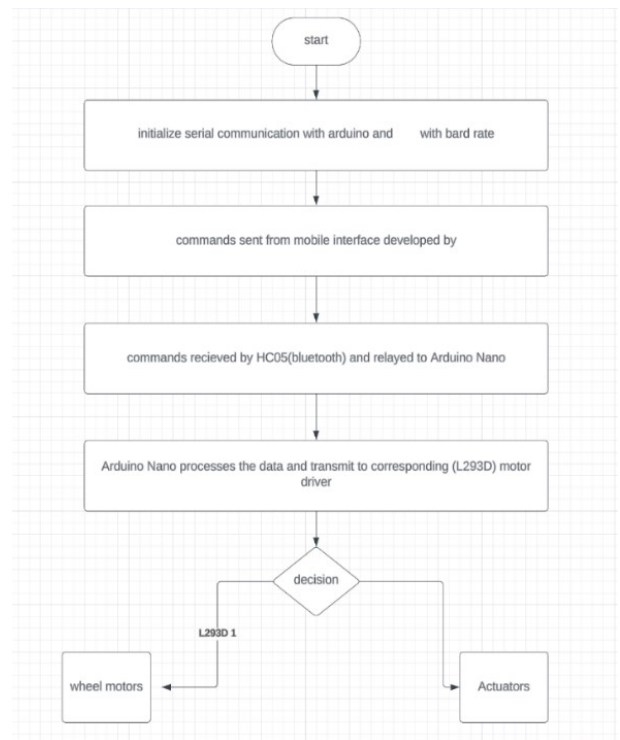 start
initialize serial communication with arduino and with bard rate
commands sent from mobile interface developed by
commands recieved by HC05(bluetooth) and relayed to Arduino Nano
Arduino Nano processes the data and transmit to corresponding (L293D) motor
driver
decision
L293D 1
wheel motors
Actuators